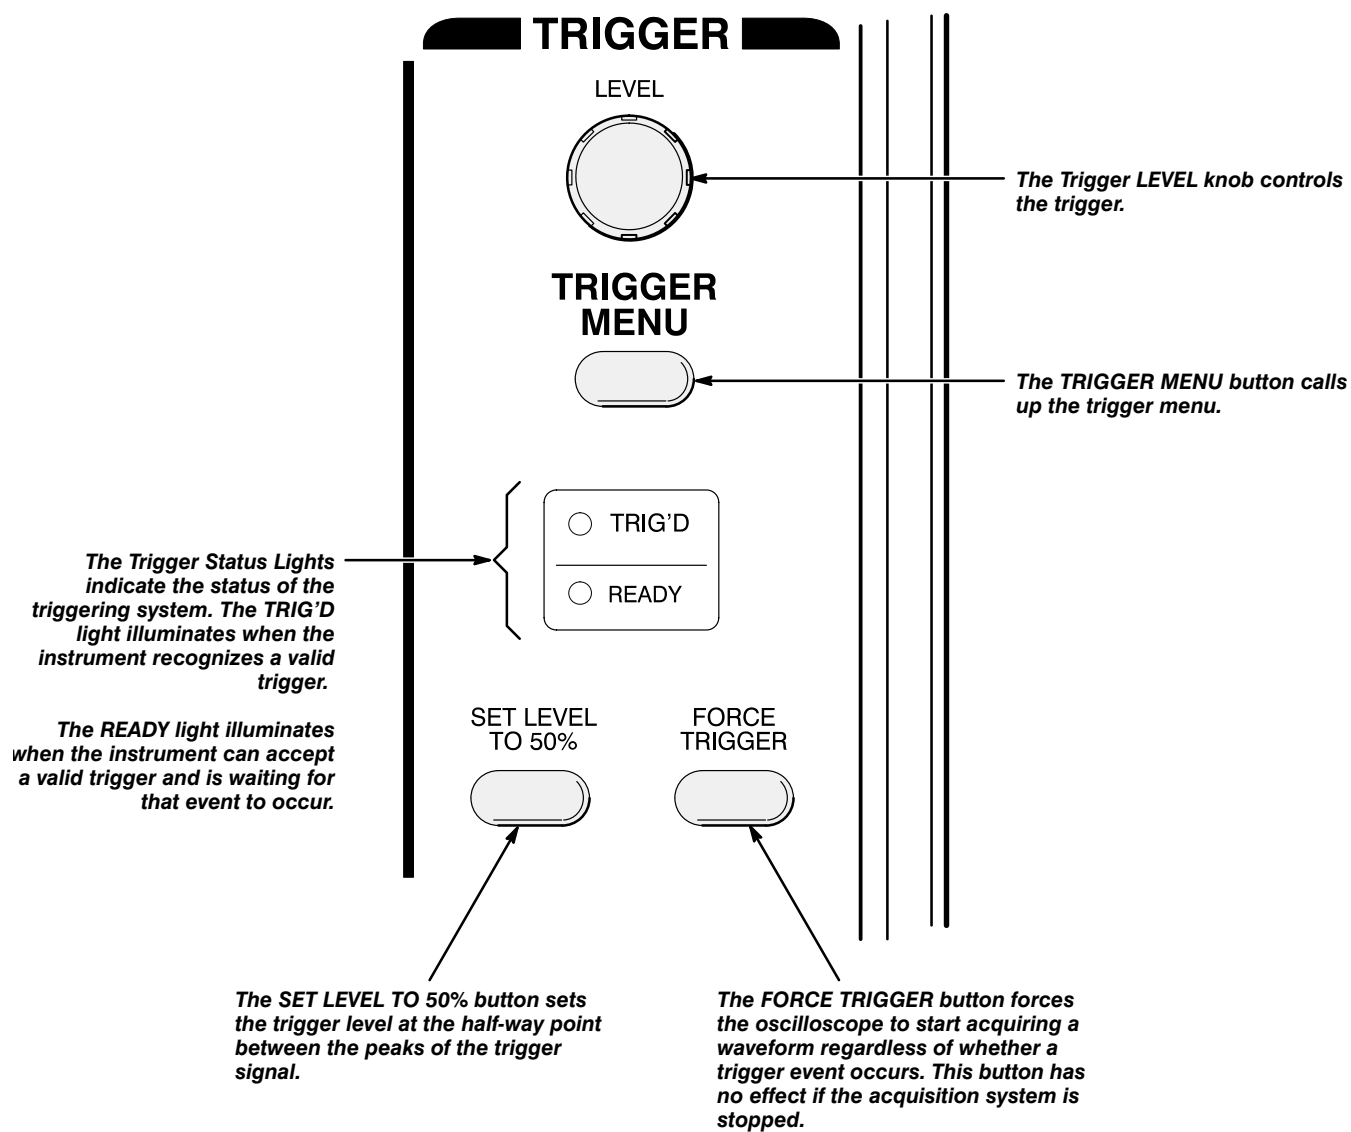 TRIGGER
LEVEL
The Trigger LEVEL knob controls
the trigger.
TRIGGER
MENU
The TRIGGER MENU button calls
up the trigger menu.
TRIG'D
READY
The Trigger Status Lights
indicate the status of the
triggering system. The TRIG'D
light illuminates when the
instrument recognizes a valid
trigger.
The READY light illuminates
when the instrument can accept
a valid trigger and is waiting for
that event to occur.
SET LEVEL
TO 50%
FORCE
TRIGGER
The SET LEVEL TO 50% button sets
the trigger level at the half-way point
between the peaks of the trigger
signal.
The FORCE TRIGGER button forces
the oscilloscope to start acquiring a
waveform regardless of whether a
trigger event occurs. This button has
no effect if the acquisition system is
stopped.